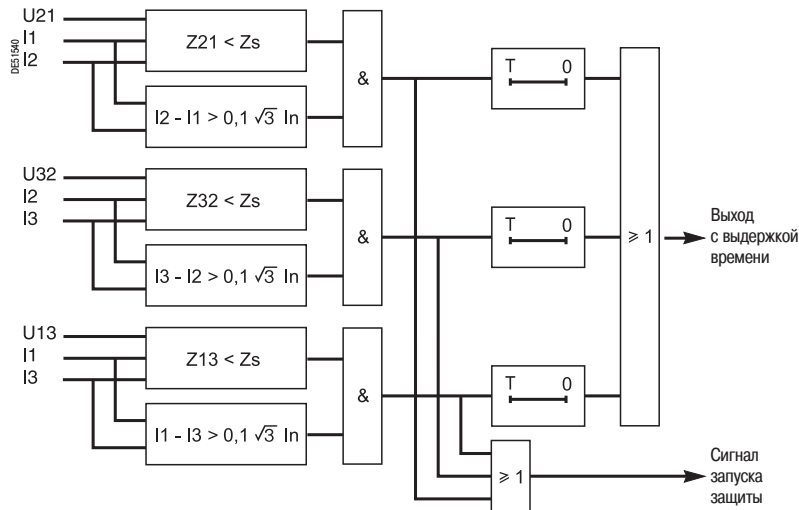 U21
I1
I2
DE51540
Z21 < Zs
I2 - I1 > 0,1 √3 In
&
T 0
U32
I2
I3
Z32 < Zs
I3 - I2 > 0,1 √3 In
&
T 0
⩾ 1
Выход
с выдержкой
времени
U13
I1
I3
Z13 < Zs
I1 - I3 > 0,1 √3 In
&
T 0
⩾ 1
Сигнал
запуска
защиты